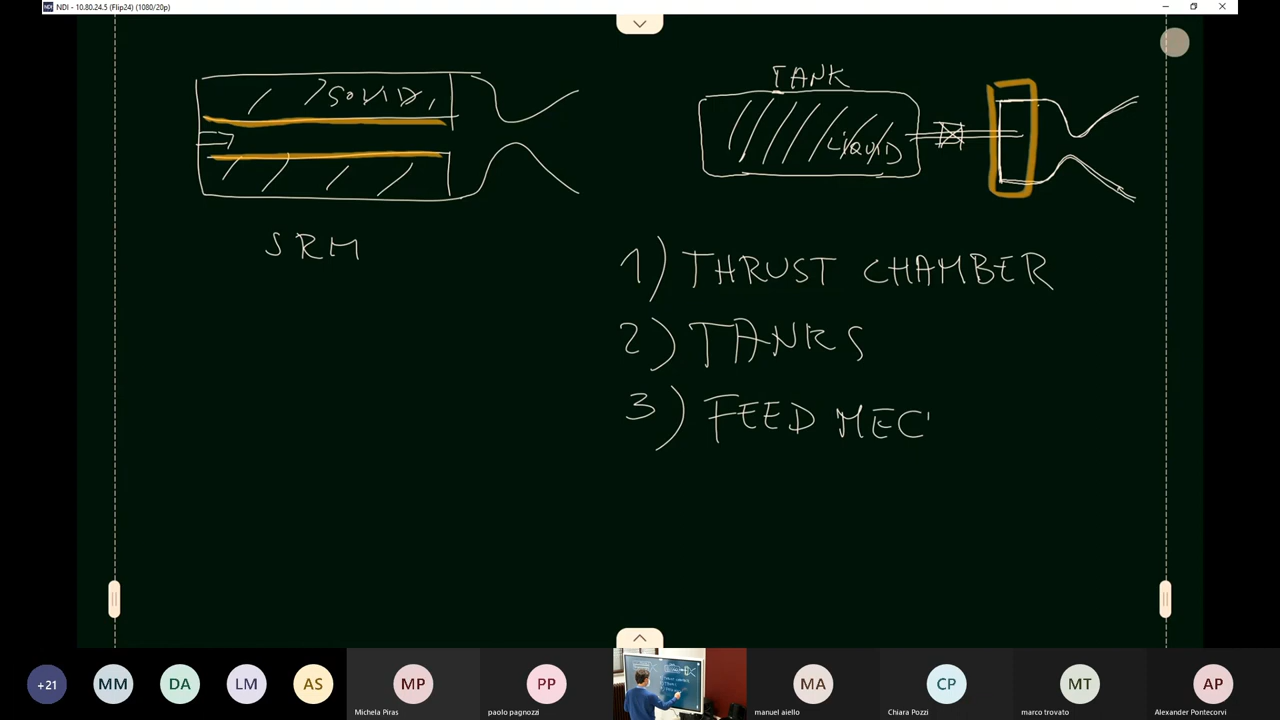 NDI - 10.80.24.5 (Flip24) (1080/20p)
SOLID
SRM
TANK
LIQUID
1) THRUST CHAMBER
2) TANKS
3) FEED MEC
+21
MM
DA
LM
AS
MP
Michela Piras
PP
paolo pagnozzi
MA
manuel aiello
CP
Chiara Pozzi
MT
marco trovato
AP
Alexander Pontecorvi